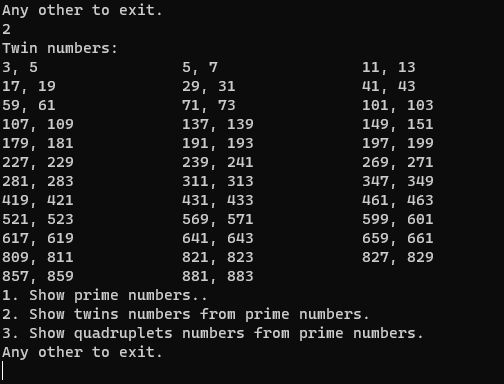 Any other to exit.
2
Twin numbers:
3, 5 5, 7 11, 13
17, 19 29, 31 41, 43
59, 61 71, 73 101, 103
107, 109 137, 139 149, 151
179, 181 191, 193 197, 199
227, 229 239, 241 269, 271
281, 283 311, 313 347, 349
419, 421 431, 433 461, 463
521, 523 569, 571 599, 601
617, 619 641, 643 659, 661
809, 811 821, 823 827, 829
857, 859 881, 883
1. Show prime numbers..
2. Show twins numbers from prime numbers.
3. Show quadruplets numbers from prime numbers.
Any other to exit.